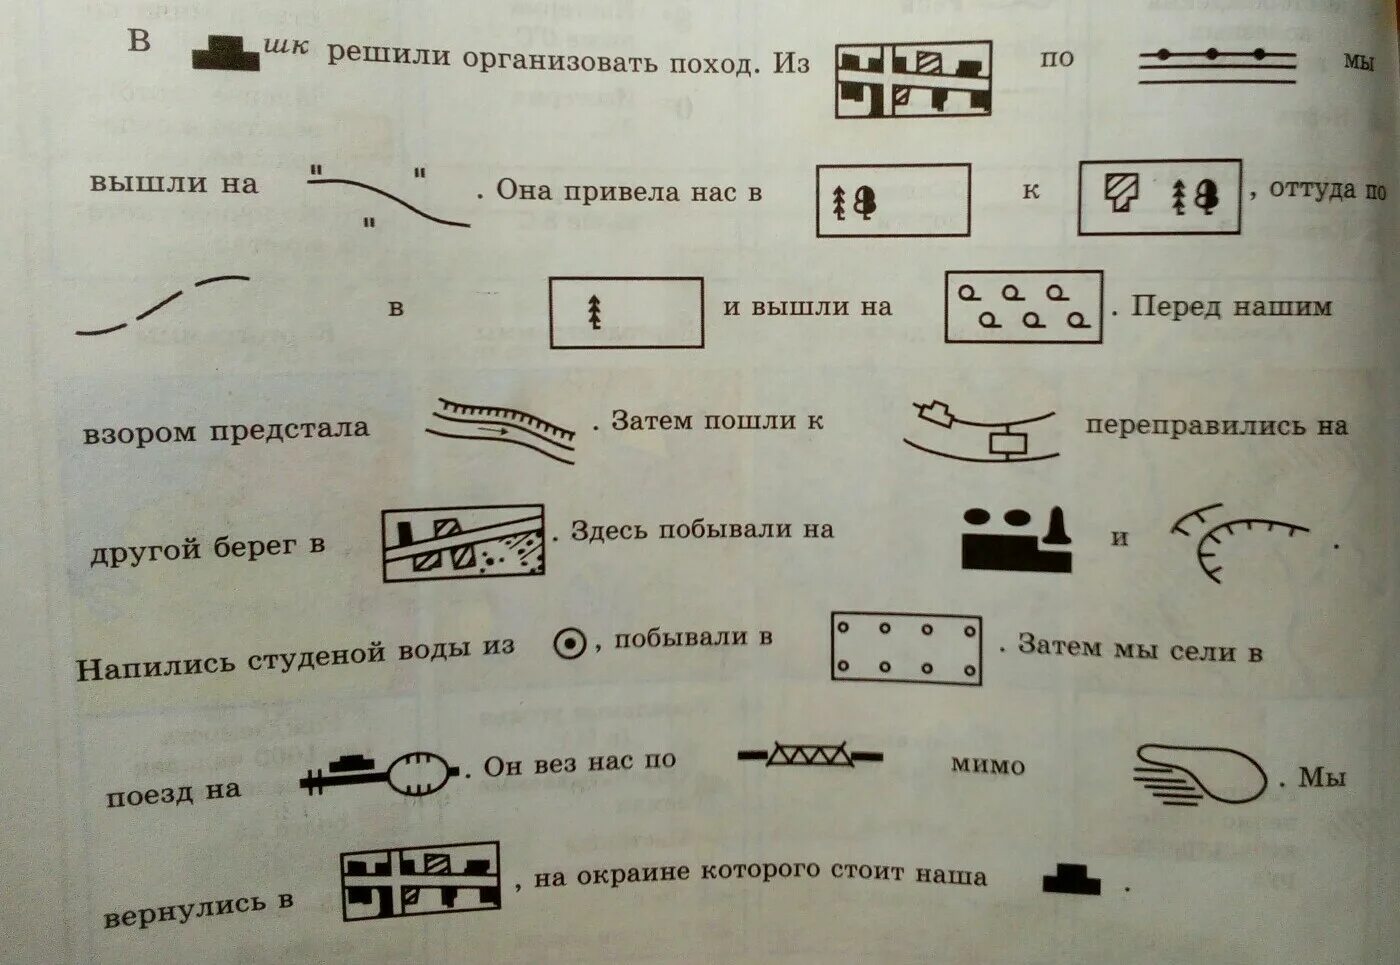 В шк решили организовать поход. Из по мы
вышли на . Она привела нас в к , оттуда по
в и вышли на . Перед нашим
взором предстала . Затем пошли к переправились на
другой берег в . Здесь побывали на и .
Напились студеной воды из , побывали в . Затем мы сели в
поезд на . Он вез нас по мимо . Мы
вернулись в , на окраине которого стоит наша .